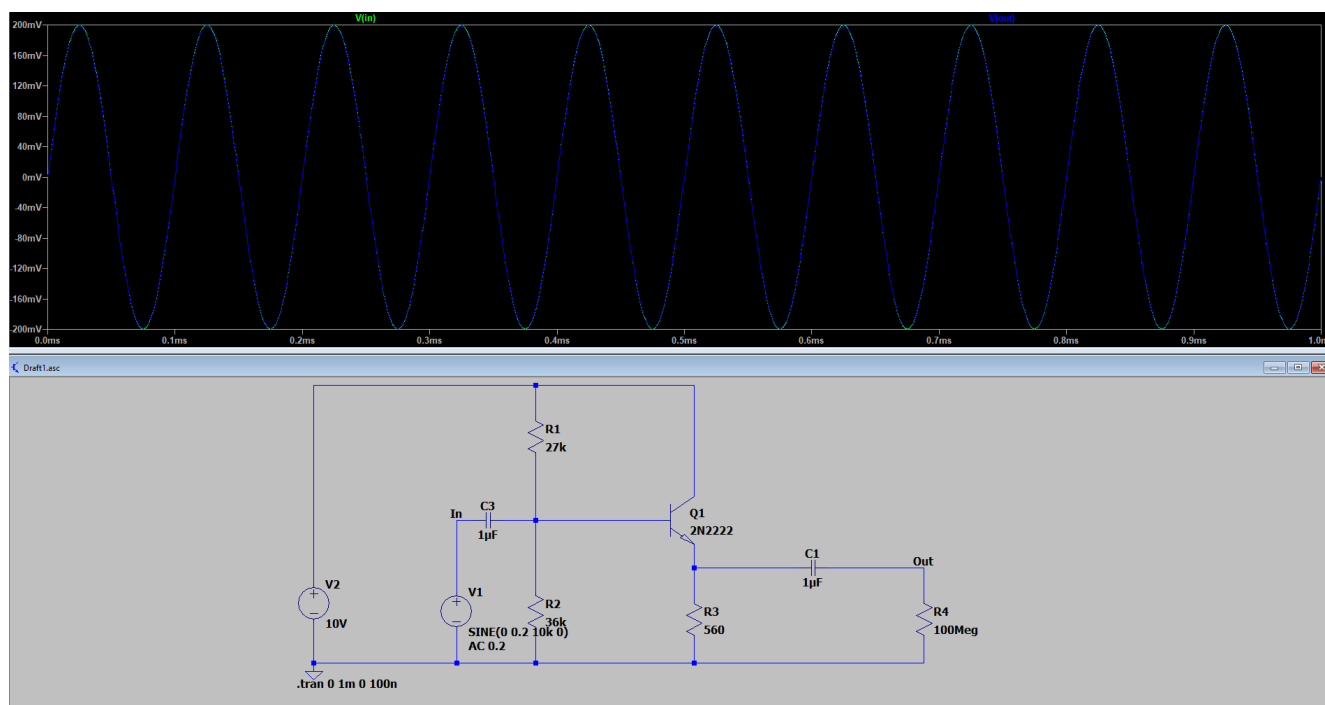 V(in) V(out)
200mV
160mV
120mV
80mV
40mV
0mV
-40mV
-80mV
-120mV
-160mV
-200mV
0.0ms 0.1ms 0.2ms 0.3ms 0.4ms 0.5ms 0.6ms 0.7ms 0.8ms 0.9ms
Draft1.asc
R1
27k
In
C3
1µF
Q1
2N2222
C1
1µF
Out
V2
10V
V1
SINE(0 0.2 10k 0)
AC 0.2
R2
36k
R3
560
R4
100Meg
.tran 0 1m 0 100n